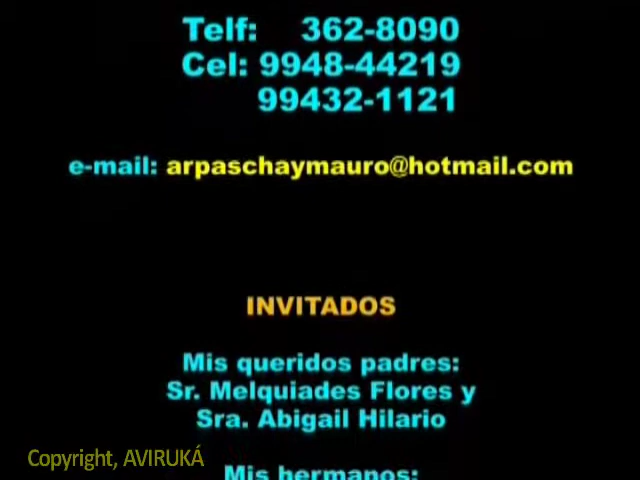 Telf: 362-8090
Cel: 9948-44219
99432-1121
e-mail: arpaschaymauro@hotmail.com
INVITADOS
Mis queridos padres:
Sr. Melquiades Flores y
Sra. Abigail Hilario
Copyright, AVIRUKÁ
Mis hermanos: